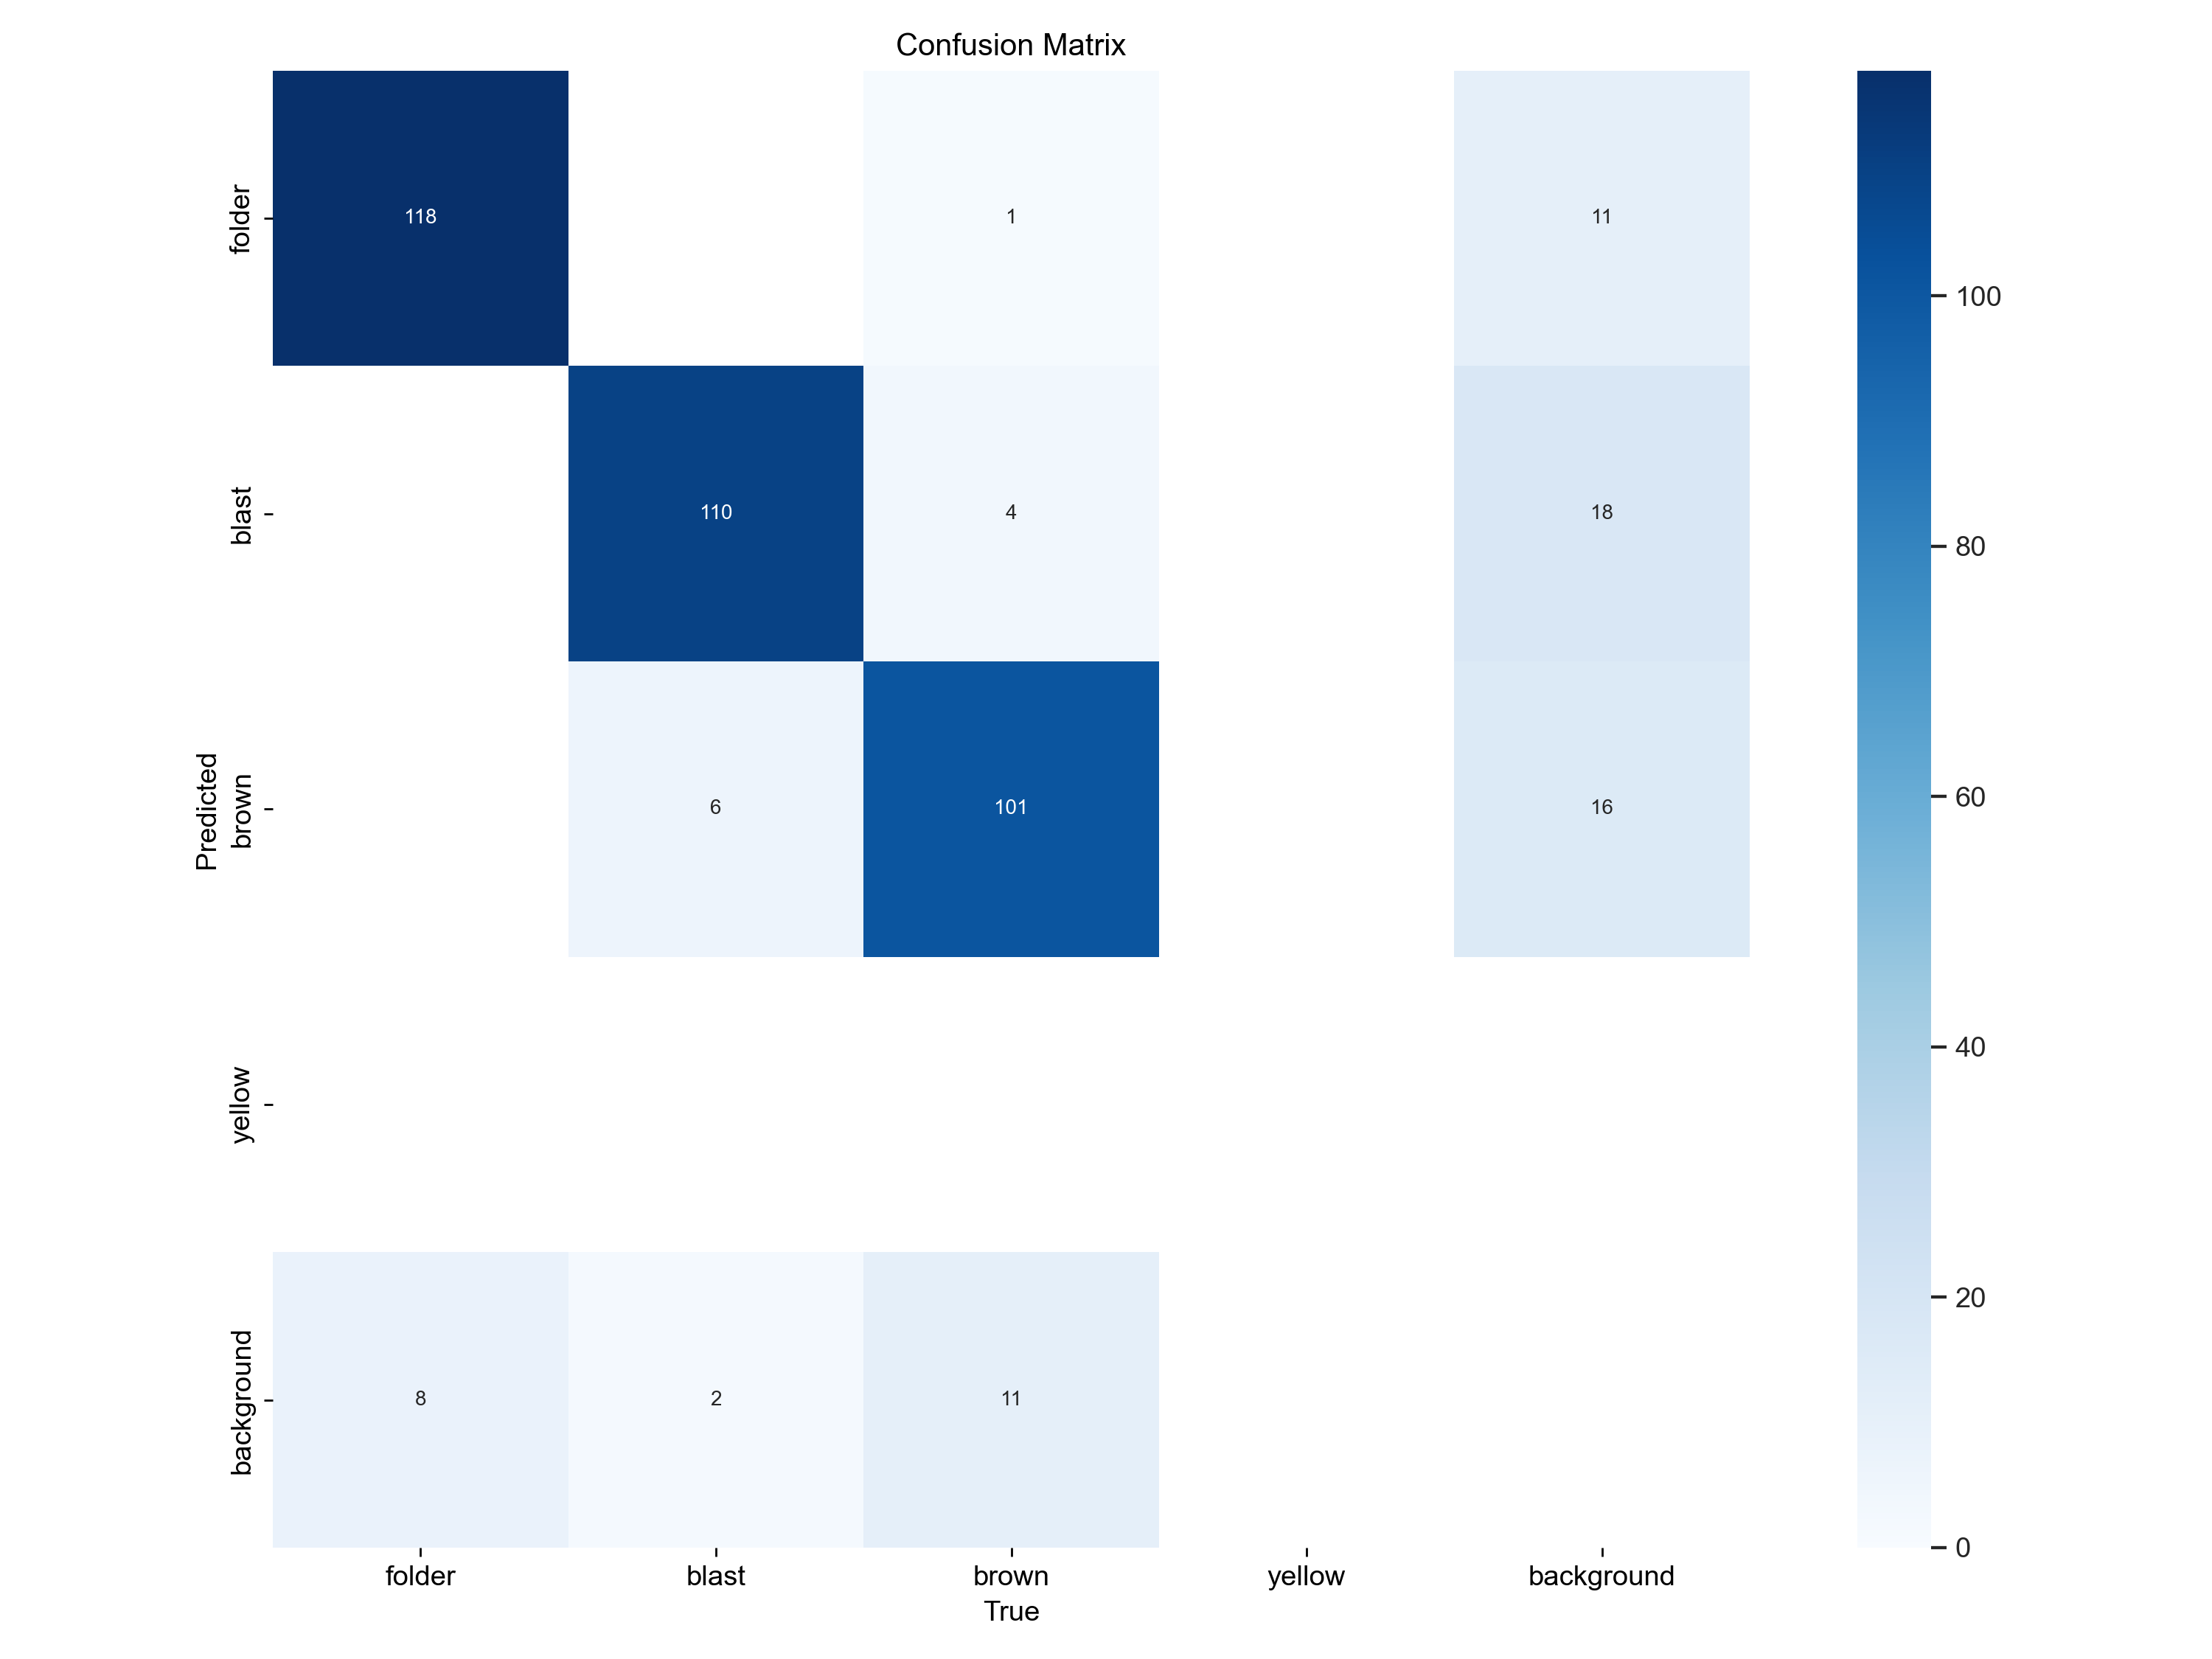 Confusion Matrix
folder
118
1
11
100
blast
110
4
18
80
Predicted
brown
6
101
16
60
yellow
40
20
background
8
2
11
0
folder
blast
brown
yellow
background
True